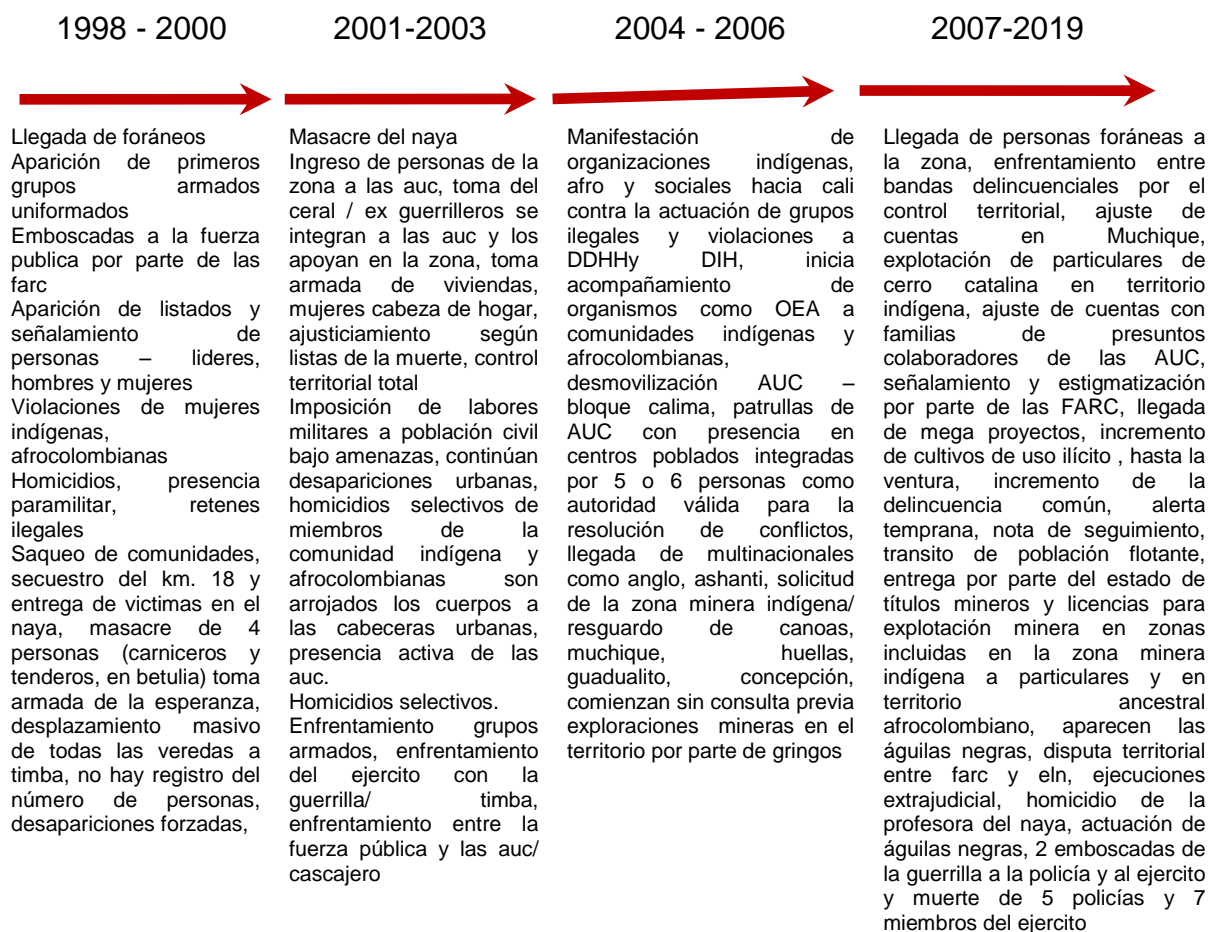 1998 - 2000
2001-2003
2004 - 2006
2007-2019
Llegada de foráneos
Aparición de primeros
grupos armados
uniformados
Emboscadas a la fuerza
publica por parte de las
farc
Aparición de listados y
señalamiento de
personas – lideres,
hombres y mujeres
Violaciones de mujeres
indígenas,
afrocolombianas
Homicidios, presencia
paramilitar, retenes
ilegales
Saqueo de comunidades,
secuestro del km. 18 y
entrega de victimas en el
naya, masacre de 4
personas (carniceros y
tenderos, en betulia) toma
armada de la esperanza,
desplazamiento masivo
de todas las veredas a
timba, no hay registro del
número de personas,
desapariciones forzadas,
Masacre del naya
Ingreso de personas de la
zona a las auc, toma del
ceral / ex guerrilleros se
integran a las auc y los
apoyan en la zona, toma
armada de viviendas,
mujeres cabeza de hogar,
ajusticiamiento según
listas de la muerte, control
territorial total
Imposición de labores
militares a población civil
bajo amenazas, continúan
desapariciones urbanas,
homicidios selectivos de
miembros de la
comunidad indígena y
afrocolombianas son
arrojados los cuerpos a
las cabeceras urbanas,
presencia activa de las
auc.
Homicidios selectivos.
Enfrentamiento grupos
armados, enfrentamiento
del ejercito con la
guerrilla/ timba,
enfrentamiento entre la
fuerza pública y las auc/
cascajero
Manifestación de
organizaciones indígenas,
afro y sociales hacia cali
contra la actuación de grupos
ilegales y violaciones a
DDHHy DIH, inicia
acompañamiento de
organismos como OEA a
comunidades indígenas y
afrocolombianas,
desmovilización AUC –
bloque calima, patrullas de
AUC con presencia en
centros poblados integradas
por 5 o 6 personas como
autoridad válida para la
resolución de conflictos,
llegada de multinacionales
como anglo, ashanti, solicitud
de la zona minera indígena/
resguardo de canoas,
muchique, huellas,
guadualito, concepción,
comienzan sin consulta previa
exploraciones mineras en el
territorio por parte de gringos
Llegada de personas foráneas a
la zona, enfrentamiento entre
bandas delincuenciales por el
control territorial, ajuste de
cuentas en Muchique,
explotación de particulares de
cerro catalina en territorio
indígena, ajuste de cuentas con
familias de presuntos
colaboradores de las AUC,
señalamiento y estigmatización
por parte de las FARC, llegada
de mega proyectos, incremento
de cultivos de uso ilícito , hasta la
ventura, incremento de la
delincuencia común, alerta
temprana, nota de seguimiento,
transito de población flotante,
entrega por parte del estado de
títulos mineros y licencias para
explotación minera en zonas
incluidas en la zona minera
indígena a particulares y en
territorio ancestral
afrocolombiano, aparecen las
águilas negras, disputa territorial
entre farc y eln, ejecuciones
extrajudicial, homicidio de la
profesora del naya, actuación de
águilas negras, 2 emboscadas de
la guerrilla a la policía y al ejercito
y muerte de 5 policías y 7
miembros del ejercito